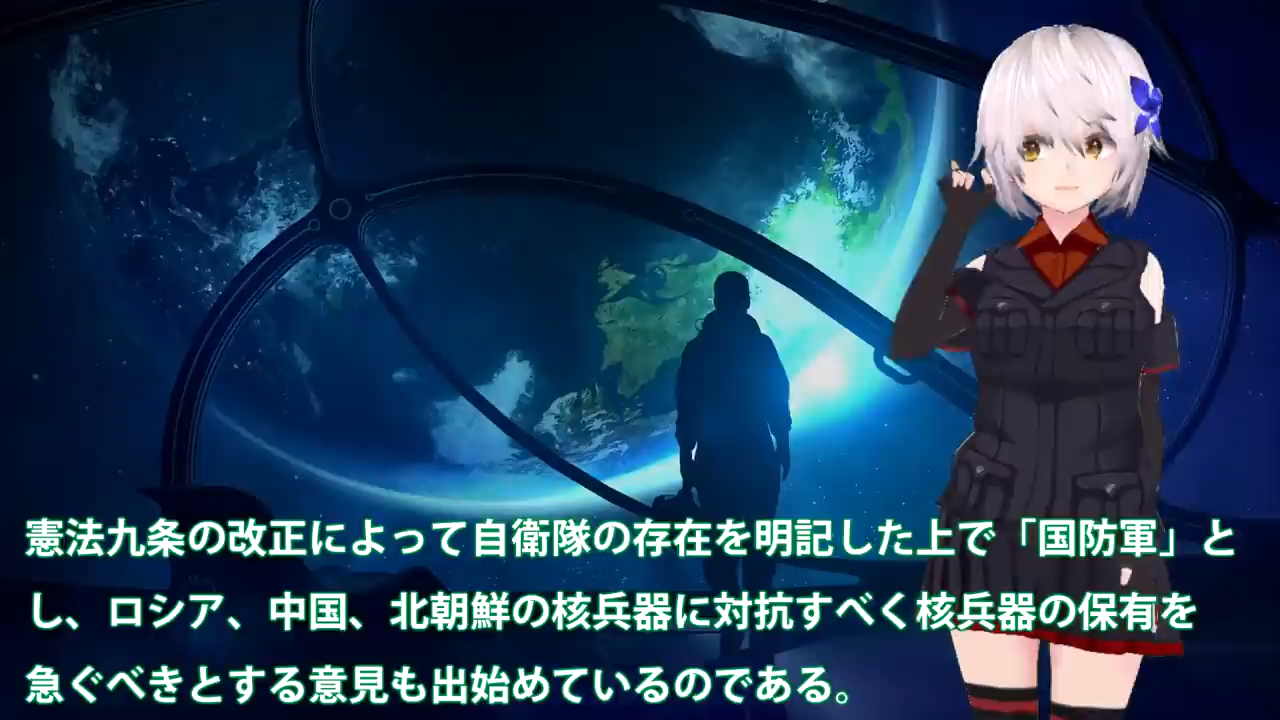 憲法九条の改正によって自衛隊の存在を明記した上で「国防軍」と
し、ロシア、中国、北朝鮮の核兵器に対抗すべく核兵器の保有を
急ぐべきとする意見も出始めているのである。